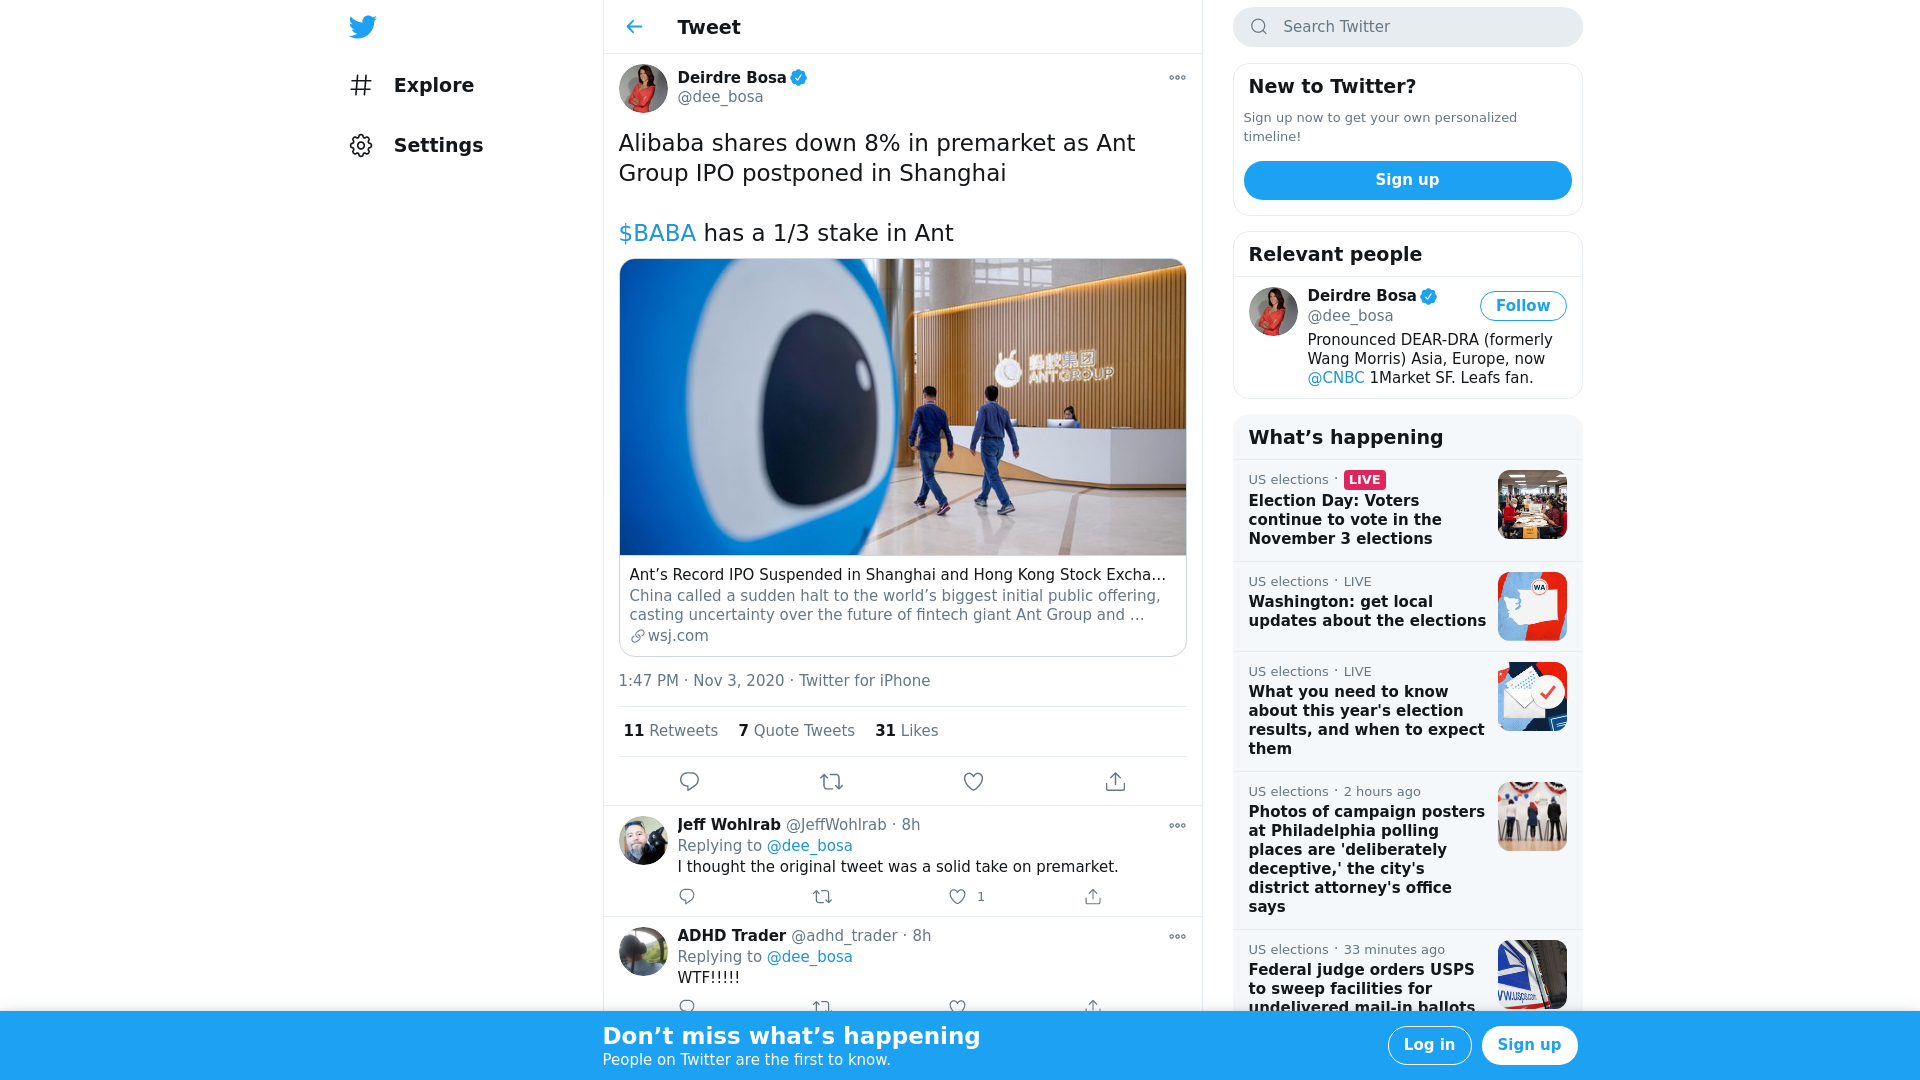 Explore
Settings
Tweet
Deirdre Bosa
@dee_bosa
Alibaba shares down 8% in premarket as Ant
Group IPO postponed in Shanghai
$BABA has a 1/3 stake in Ant
蚂蚁集团
ANT GROUP
Ant’s Record IPO Suspended in Shanghai and Hong Kong Stock Excha…
China called a sudden halt to the world’s biggest initial public offering,
casting uncertainty over the future of fintech giant Ant Group and …
wsj.com
1:47 PM · Nov 3, 2020 · Twitter for iPhone
11 Retweets 7 Quote Tweets 31 Likes
Jeff Wohlrab @JeffWohlrab · 8h
Replying to @dee_bosa
I thought the original tweet was a solid take on premarket.
1
ADHD Trader @adhd_trader · 8h
Replying to @dee_bosa
WTF!!!!!
Search Twitter
New to Twitter?
Sign up now to get your own personalized
timeline!
Sign up
Relevant people
Deirdre Bosa
@dee_bosa
Follow
Pronounced DEAR-DRA (formerly
Wang Morris) Asia, Europe, now
@CNBC 1Market SF. Leafs fan.
What’s happening
US elections · LIVE
Election Day: Voters
continue to vote in the
November 3 elections
US elections · LIVE
Washington: get local
updates about the elections
WA
US elections · LIVE
What you need to know
about this year's election
results, and when to expect
them
US elections · 2 hours ago
Photos of campaign posters
at Philadelphia polling
places are 'deliberately
deceptive,' the city's
district attorney's office
says
US elections · 33 minutes ago
Federal judge orders USPS
to sweep facilities for
undelivered mail-in ballots
Don’t miss what’s happening
People on Twitter are the first to know.
Log in
Sign up